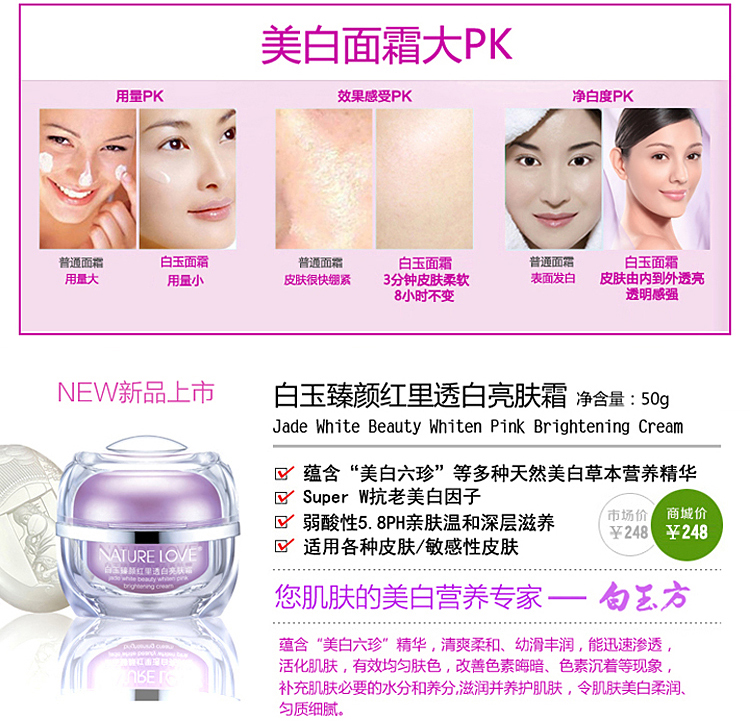 美白面霜大PK
用量PK
效果感受PK
净白度PK
普通面霜
用量大
白玉面霜
用量小
普通面霜
皮肤很快绷紧
白玉面霜
3分钟皮肤柔软
8小时不变
普通面霜
表面发白
白玉面霜
皮肤由内到外透亮
透明感强
NEW新品上市
NATURE LOVE
白玉臻颜红里透白亮肤霜
jade white beauty whiten pink
brightening cream
白玉臻颜红里透白亮肤霜 净含量：50g
Jade White Beauty Whiten Pink Brightening Cream
蕴含“美白六珍”等多种天然美白草本营养精华
Super W抗老美白因子
弱酸性5.8PH亲肤温和深层滋养
适用各种皮肤/敏感性皮肤
市场价
￥248
商城价
￥248
您肌肤的美白营养专家 — 白玉方
蕴含“美白六珍”精华，清爽柔和、幼滑丰润，能迅速渗透，
活化肌肤，有效均匀肤色，改善色素晦暗、色素沉着等现象，
补充肌肤必要的水分和养分,滋润并养护肌肤，令肌肤美白柔润、
匀质细腻。